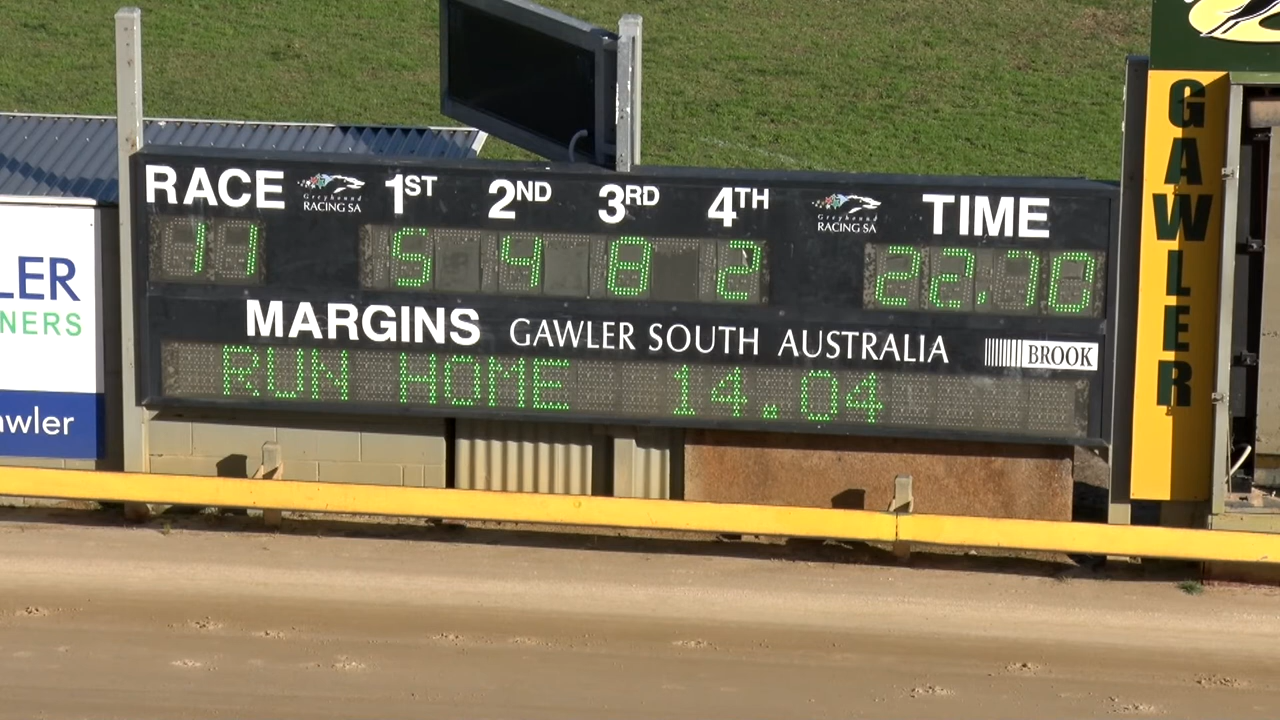 RACE 1ST 2ND 3RD 4TH TIME
Greyhound Greyhound
RACING SA RACING SA
11 5 4 8 2 22.70
MARGINS GAWLER SOUTH AUSTRALIA BROOK
RUN HOME 14.04
LER
NERS
awler
GAWLER